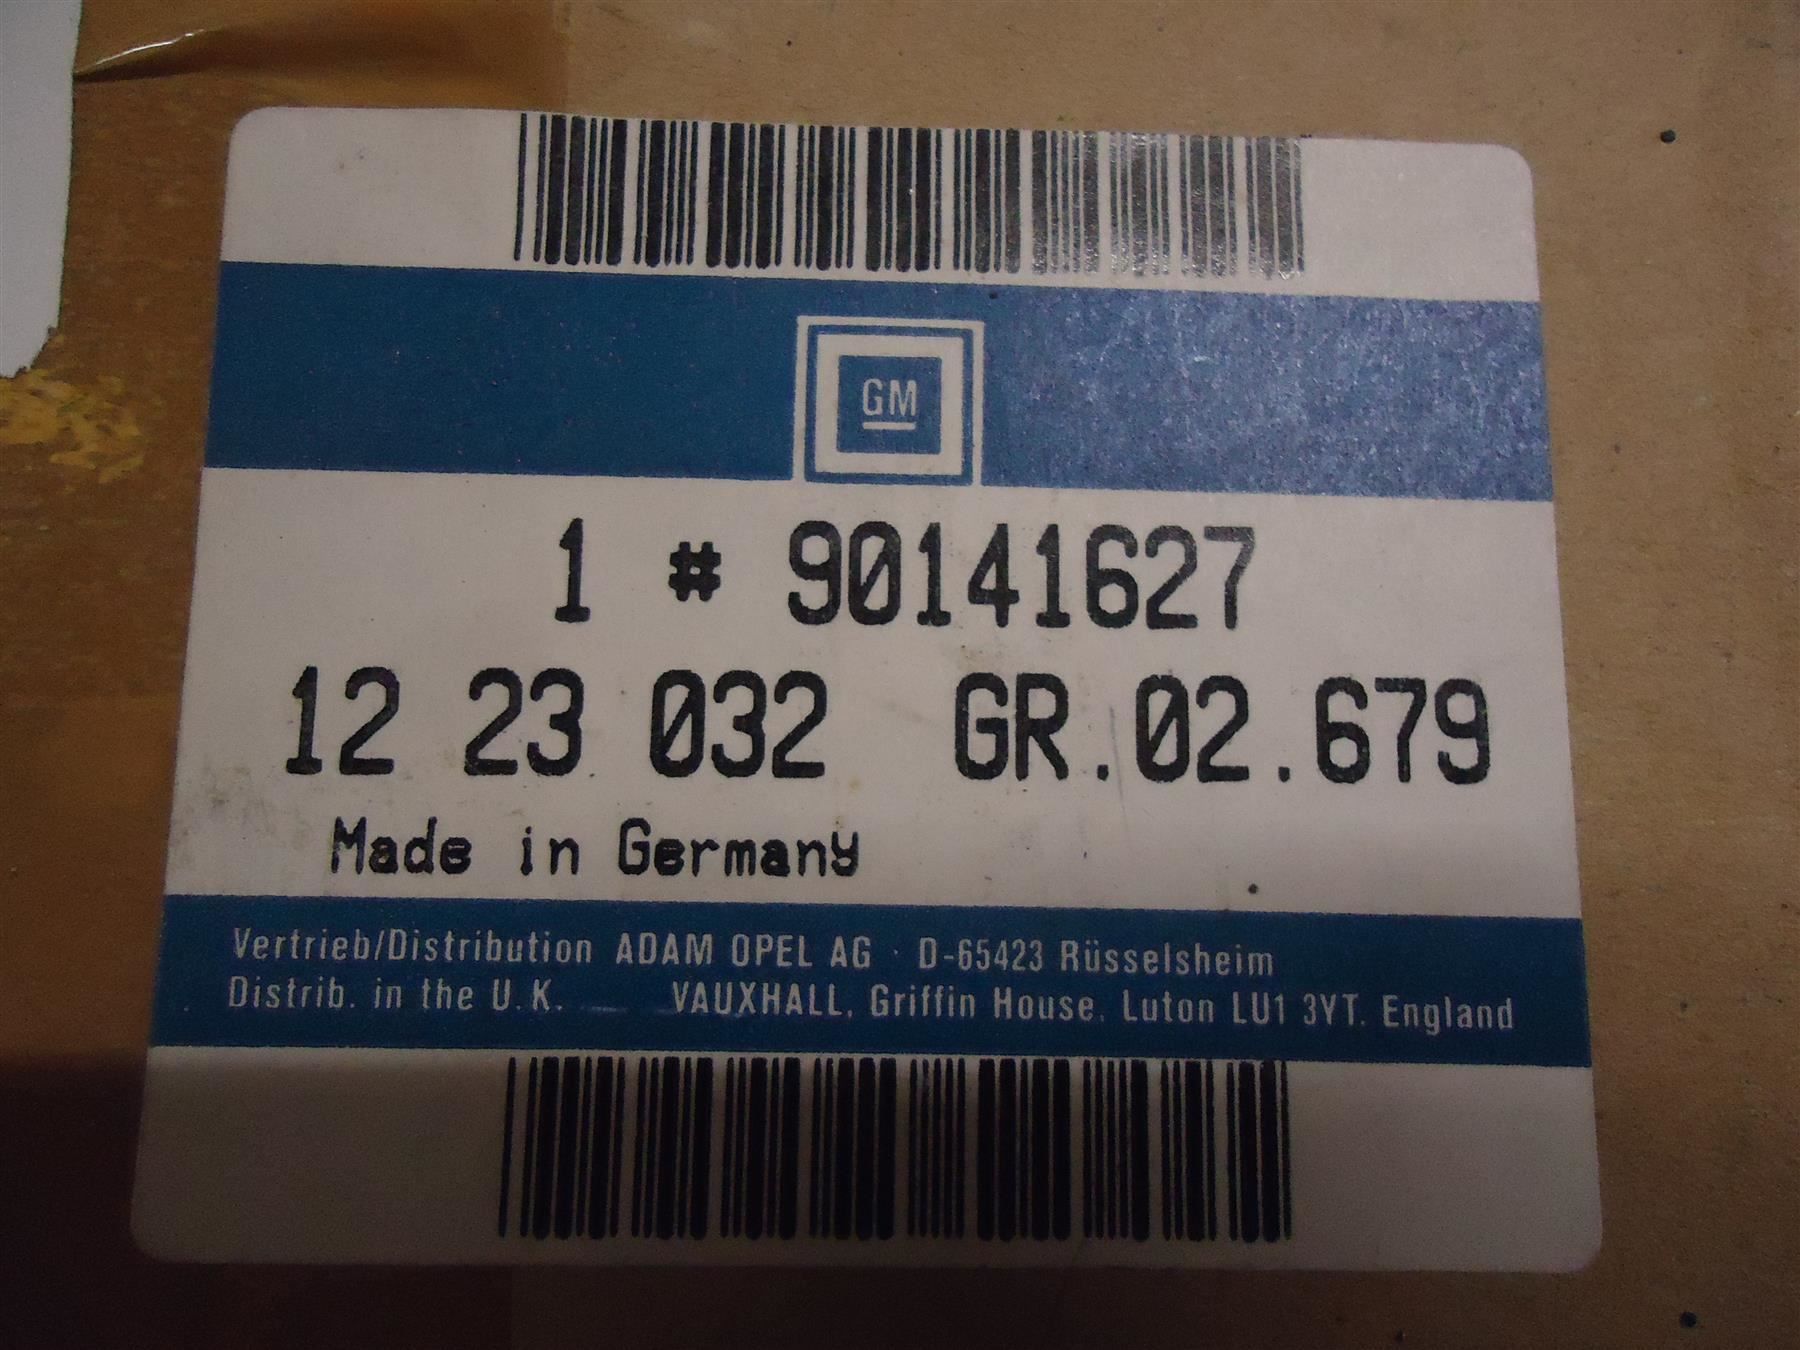 GM
1 # 90141627
12 23 032 GR.02.679
Made in Germany
Vertrieb/Distribution ADAM OPEL AG · D-65423 Rüsselsheim
Distrib. in the U.K. VAUXHALL, Griffin House, Luton LU1 3YT, England